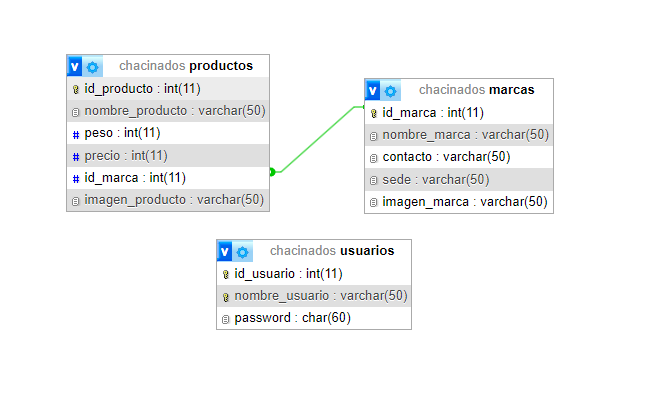 chacinados productos
id_producto : int(11)
nombre_producto : varchar(50)
# peso : int(11)
# precio : int(11)
# id_marca : int(11)
imagen_producto : varchar(50)
chacinados marcas
id_marca : int(11)
nombre_marca : varchar(50)
contacto : varchar(50)
sede : varchar(50)
imagen_marca : varchar(50)
chacinados usuarios
id_usuario : int(11)
nombre_usuario : varchar(50)
password : char(60)